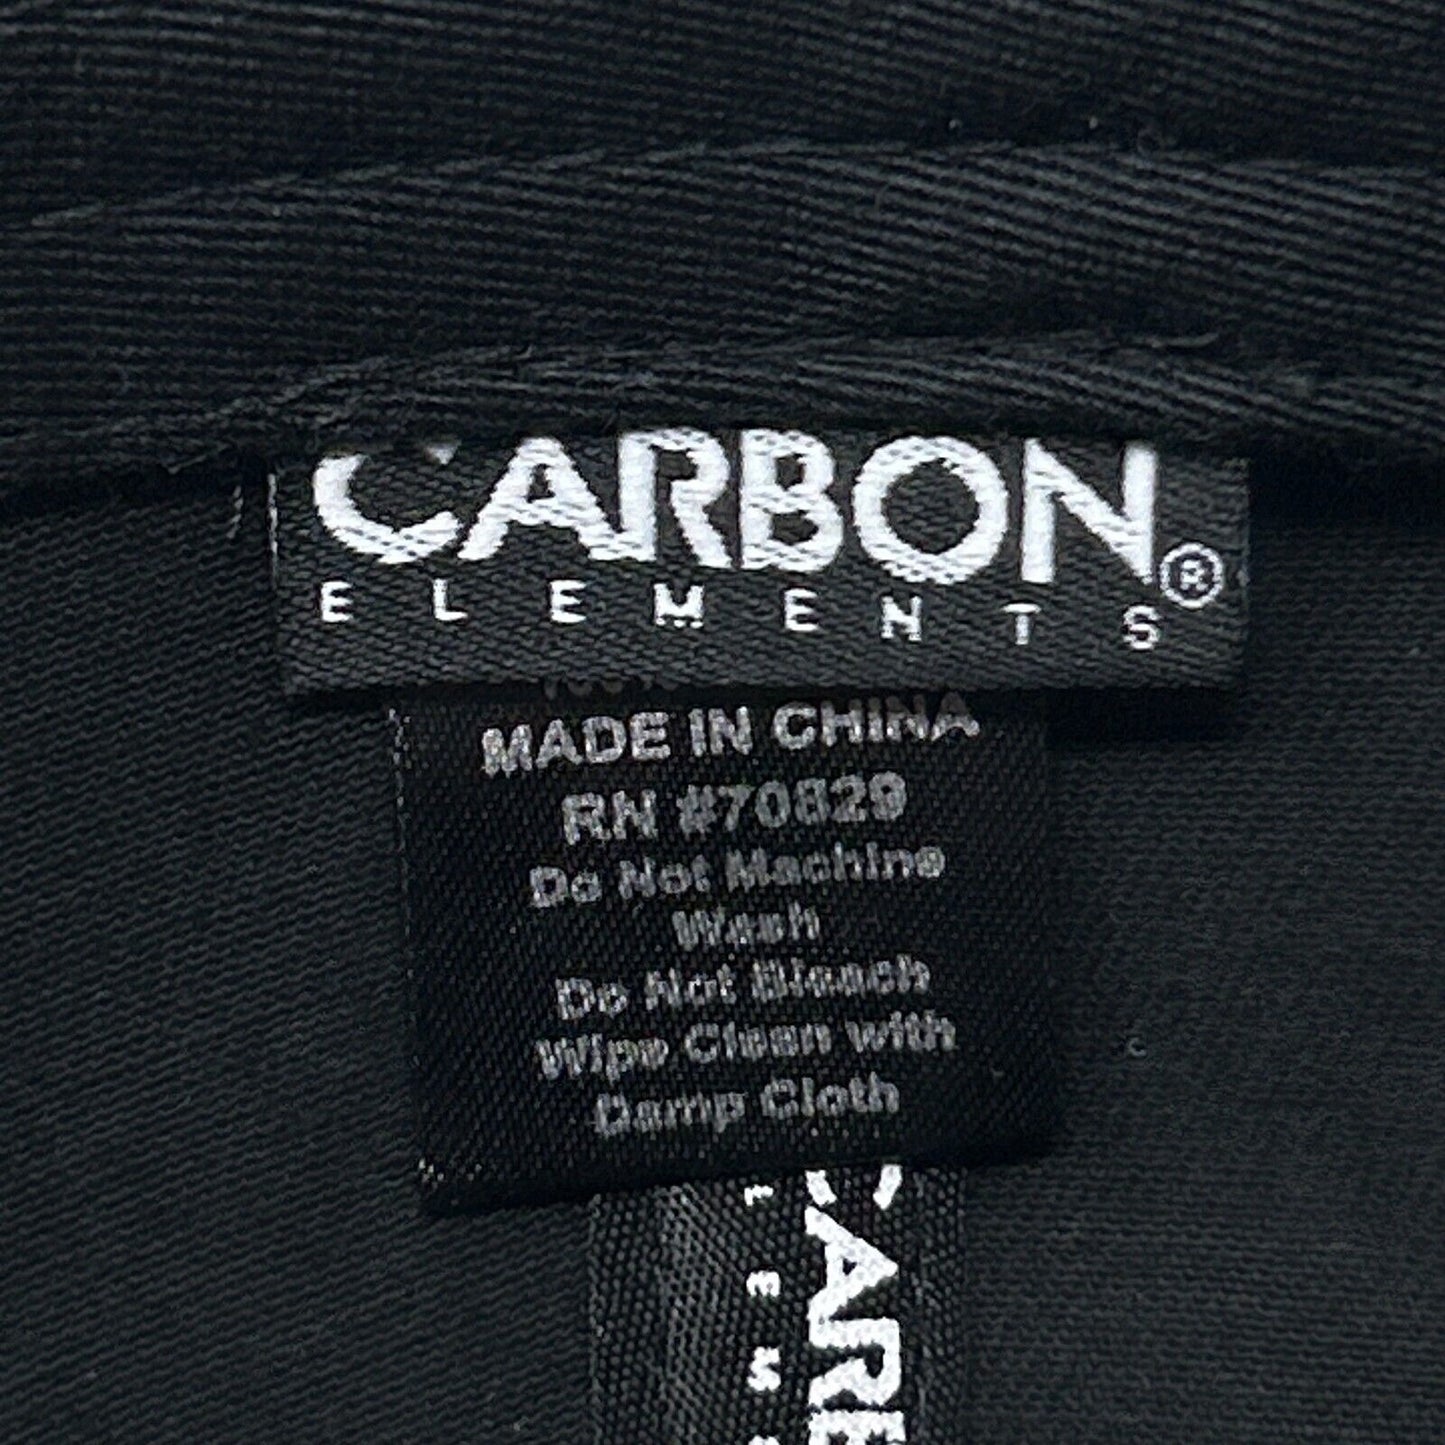 CARBON®
ELEMENTS
MADE IN CHINA
RN #70829
Do Not Machine
Wash
Do Not Bleach
Wipe Clean with
Damp Cloth
CARB